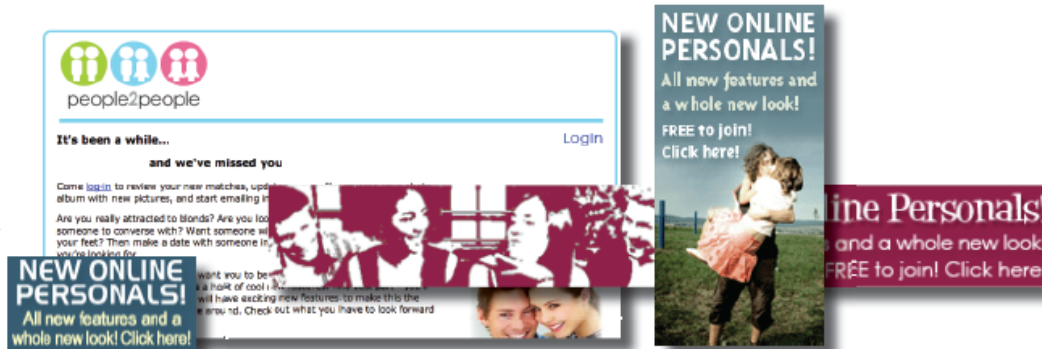 people2people
Login
It's been a while...
and we've missed you
Come log-in to review your new matches,
album with new pictures, and start emailing
Are you really attracted to blonds? Are you
someone to converse with? Want someone
your feet? Then make a date with someone
you're looking for.
want you to be
a host of cool
will have exciting new features to make this the
around. Check out what you have to look forward
NEW ONLINE
PERSONALS!
All new features and a
whole new look! Click here!
NEW ONLINE
PERSONALS!
All new features and
a whole new look!
FREE to join!
Click here!
Personals!
and a whole new look
FREE to join! Click here